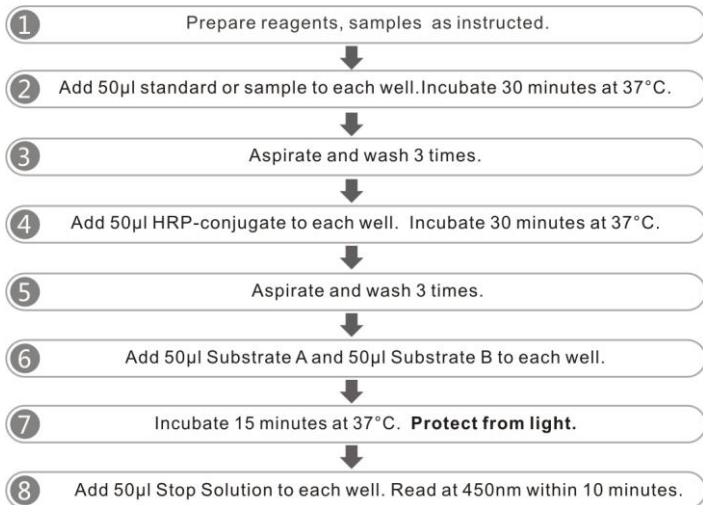 1 Prepare reagents, samples as instructed.
2 Add 50µl standard or sample to each well.Incubate 30 minutes at 37°C.
3 Aspirate and wash 3 times.
4 Add 50µl HRP-conjugate to each well. Incubate 30 minutes at 37°C.
5 Aspirate and wash 3 times.
6 Add 50µl Substrate A and 50µl Substrate B to each well.
7 Incubate 15 minutes at 37°C. Protect from light.
8 Add 50µl Stop Solution to each well. Read at 450nm within 10 minutes.